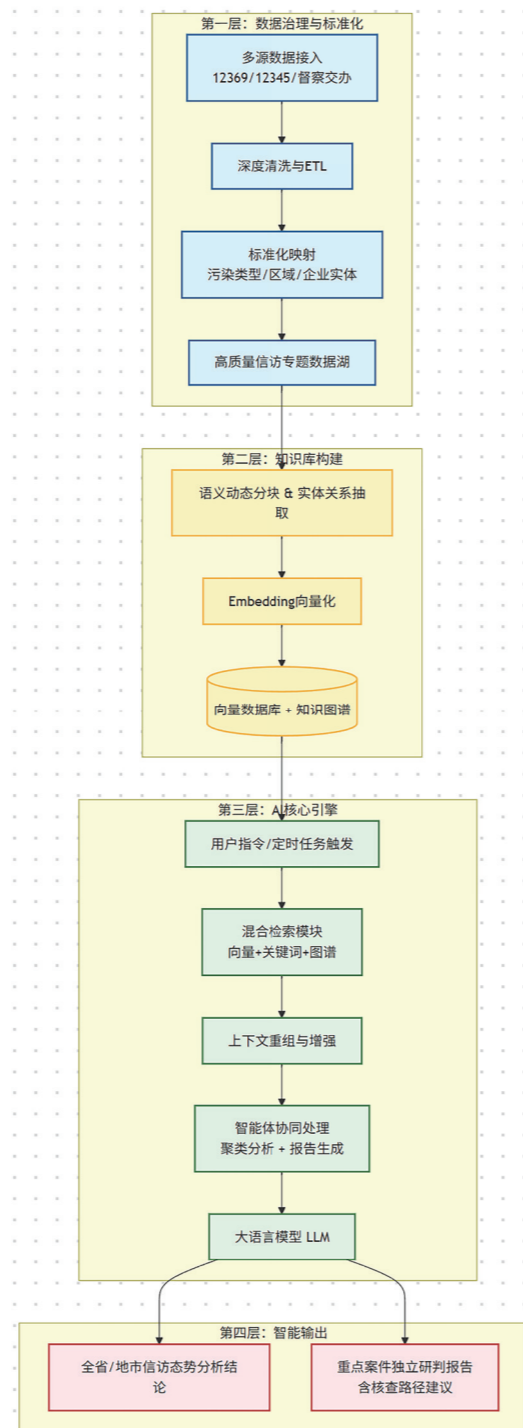 第一层：数据治理与标准化
多源数据接入
12369/12345/督察交办
深度清洗与ETL
标准化映射
污染类型/区域/企业实体
高质量信访专题数据湖
第二层：知识库构建
语义动态分块 & 实体关系抽
取
Embedding向量化
向量数据库 + 知识图谱
第三层：AI核心引擎
用户指令/定时任务触发
混合检索模块
向量+关键词+图谱
上下文重组与增强
智能体协同处理
聚类分析 + 报告生成
大语言模型 LLM
第四层：智能输出
全省/地市信访态势分析结
论
重点案件独立研判报告
含核查路径建议